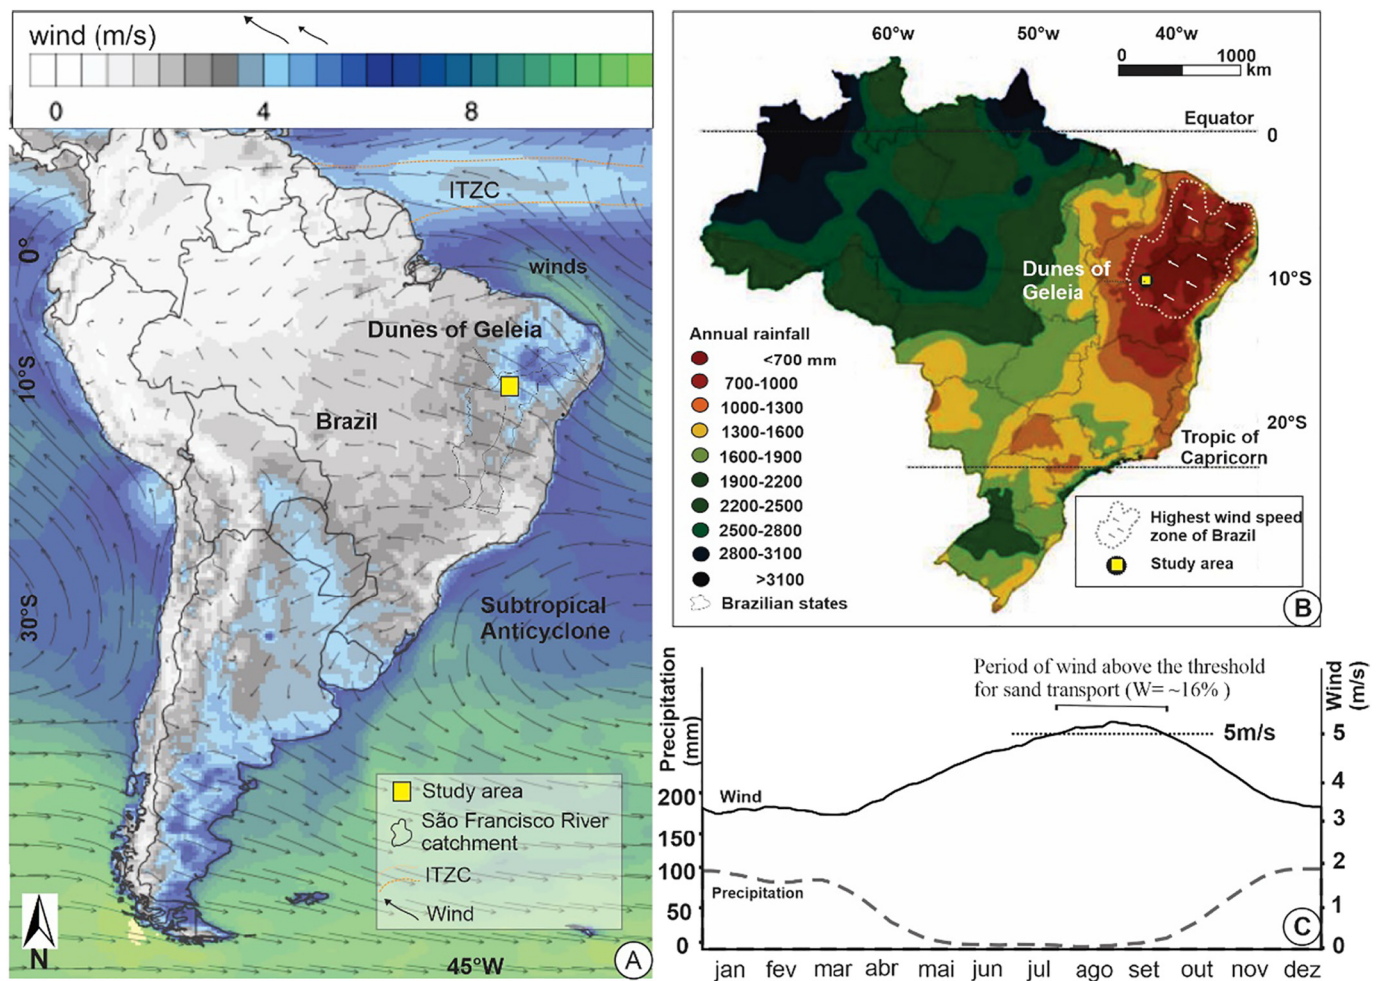 wind (m/s)
0
4
8
ITZC
0°
winds
Dunes of Geleia
10°S
Brazil
Subtropical
Anticyclone
30°S
Study area
São Francisco River
catchment
ITZC
Wind
N
45°W
A
60°w
50°w
40°w
0
1000
km
Equator
0
Dunes of
Geleia
10°S
Annual rainfall
<700 mm
700-1000
1000-1300
1300-1600
1600-1900
1900-2200
2200-2500
2500-2800
2800-3100
>3100
Brazilian states
20°S
Tropic of
Capricorn
Highest wind speed
zone of Brazil
Study area
B
Precipitation
(mm)
200
150
100
50
0
Period of wind above the threshold
for sand transport (W= ~16% )
5m/s
Wind
Precipitation
Wind
(m/s)
5
4
3
2
1
0
C
jan fev mar abr mai jun jul ago set out nov dez